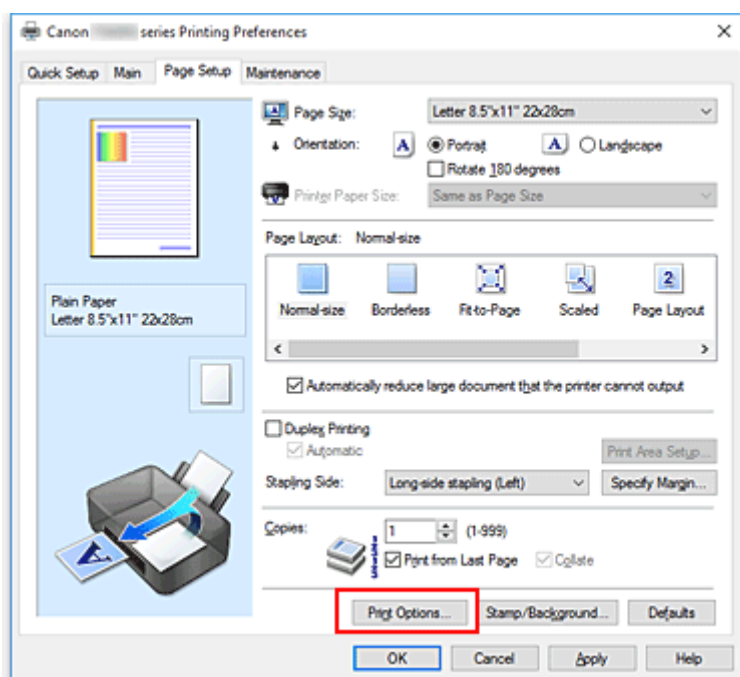 Canon series Printing Preferences
Quick Setup Main Page Setup Maintenance
Page Size: Letter 8.5"x11" 22x28cm
Orientation: A Portrait A Landscape
Rotate 180 degrees
Printer Paper Size: Same as Page Size
Page Layout: Normal-size
2
Normal-size Borderless Fit-to-Page Scaled Page Layout
Plain Paper
Letter 8.5"x11" 22x28cm
Automatically reduce large document that the printer cannot output
Duplex Printing
Automatic Print Area Setup...
Stapling Side: Long-side stapling (Left) Specify Margin...
Copies: 1 (1-999)
Print from Last Page Collate
A
Print Options... Stamp/Background... Defaults
OK Cancel Apply Help